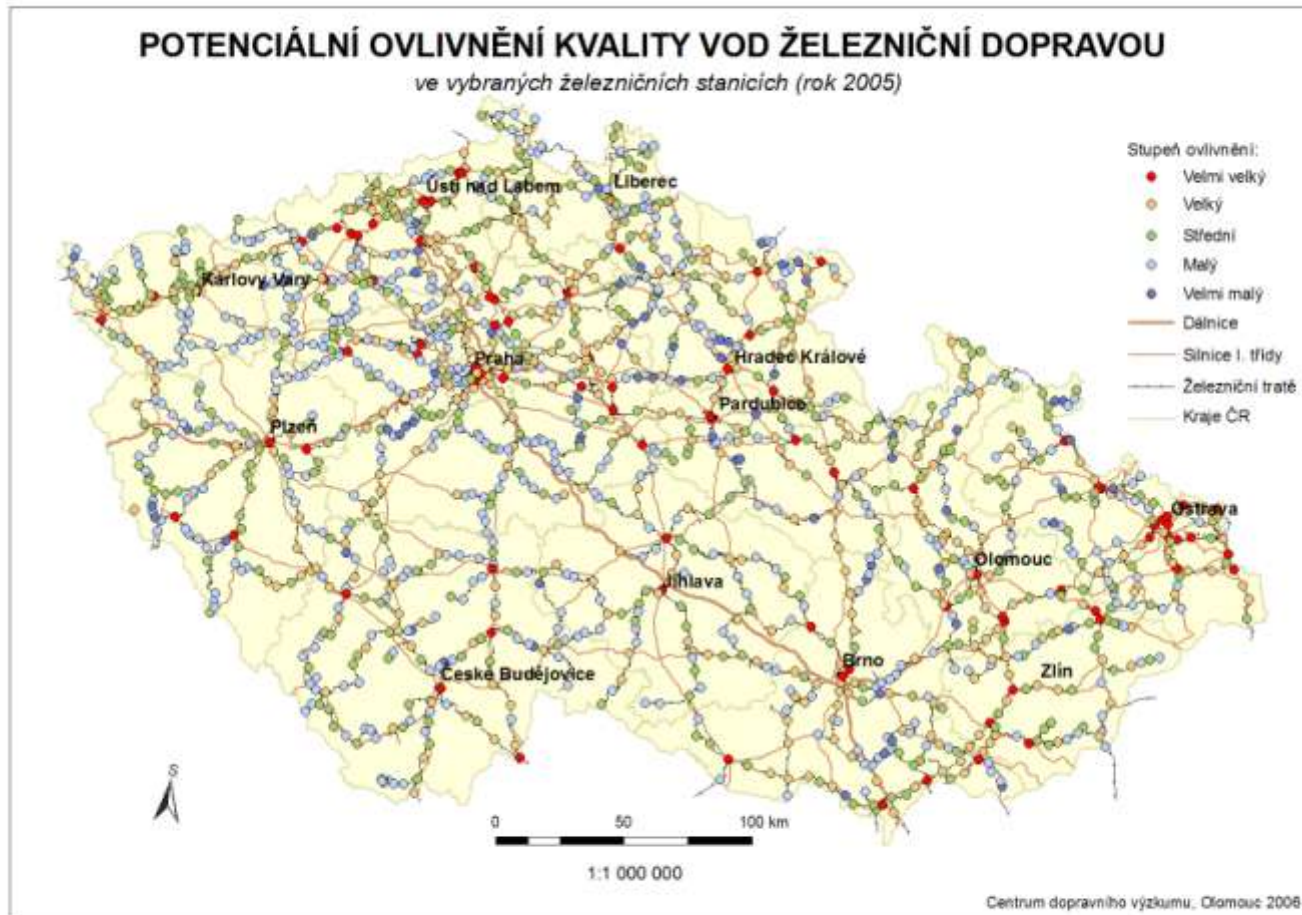 POTENCIÁLNÍ OVLIVNĚNÍ KVALITY VOD ŽELEZNIČNÍ DOPRAVOU
ve vybraných železničních stanicích (rok 2005)
Stupeň ovlivnění:
Velmi velký
Velký
Střední
Malý
Velmi malý
Dálnice
Silnice I. třídy
Železniční tratě
Kraje ČR
Ústí nad Labem
Liberec
Karlovy Vary
Praha
Hradec Králové
Pardubice
Plzeň
Ostrava
Olomouc
Jihlava
Brno
Zlín
České Budějovice
S
0 50 100 km
1:1 000 000
Centrum dopravního výzkumu, Olomouc 2006